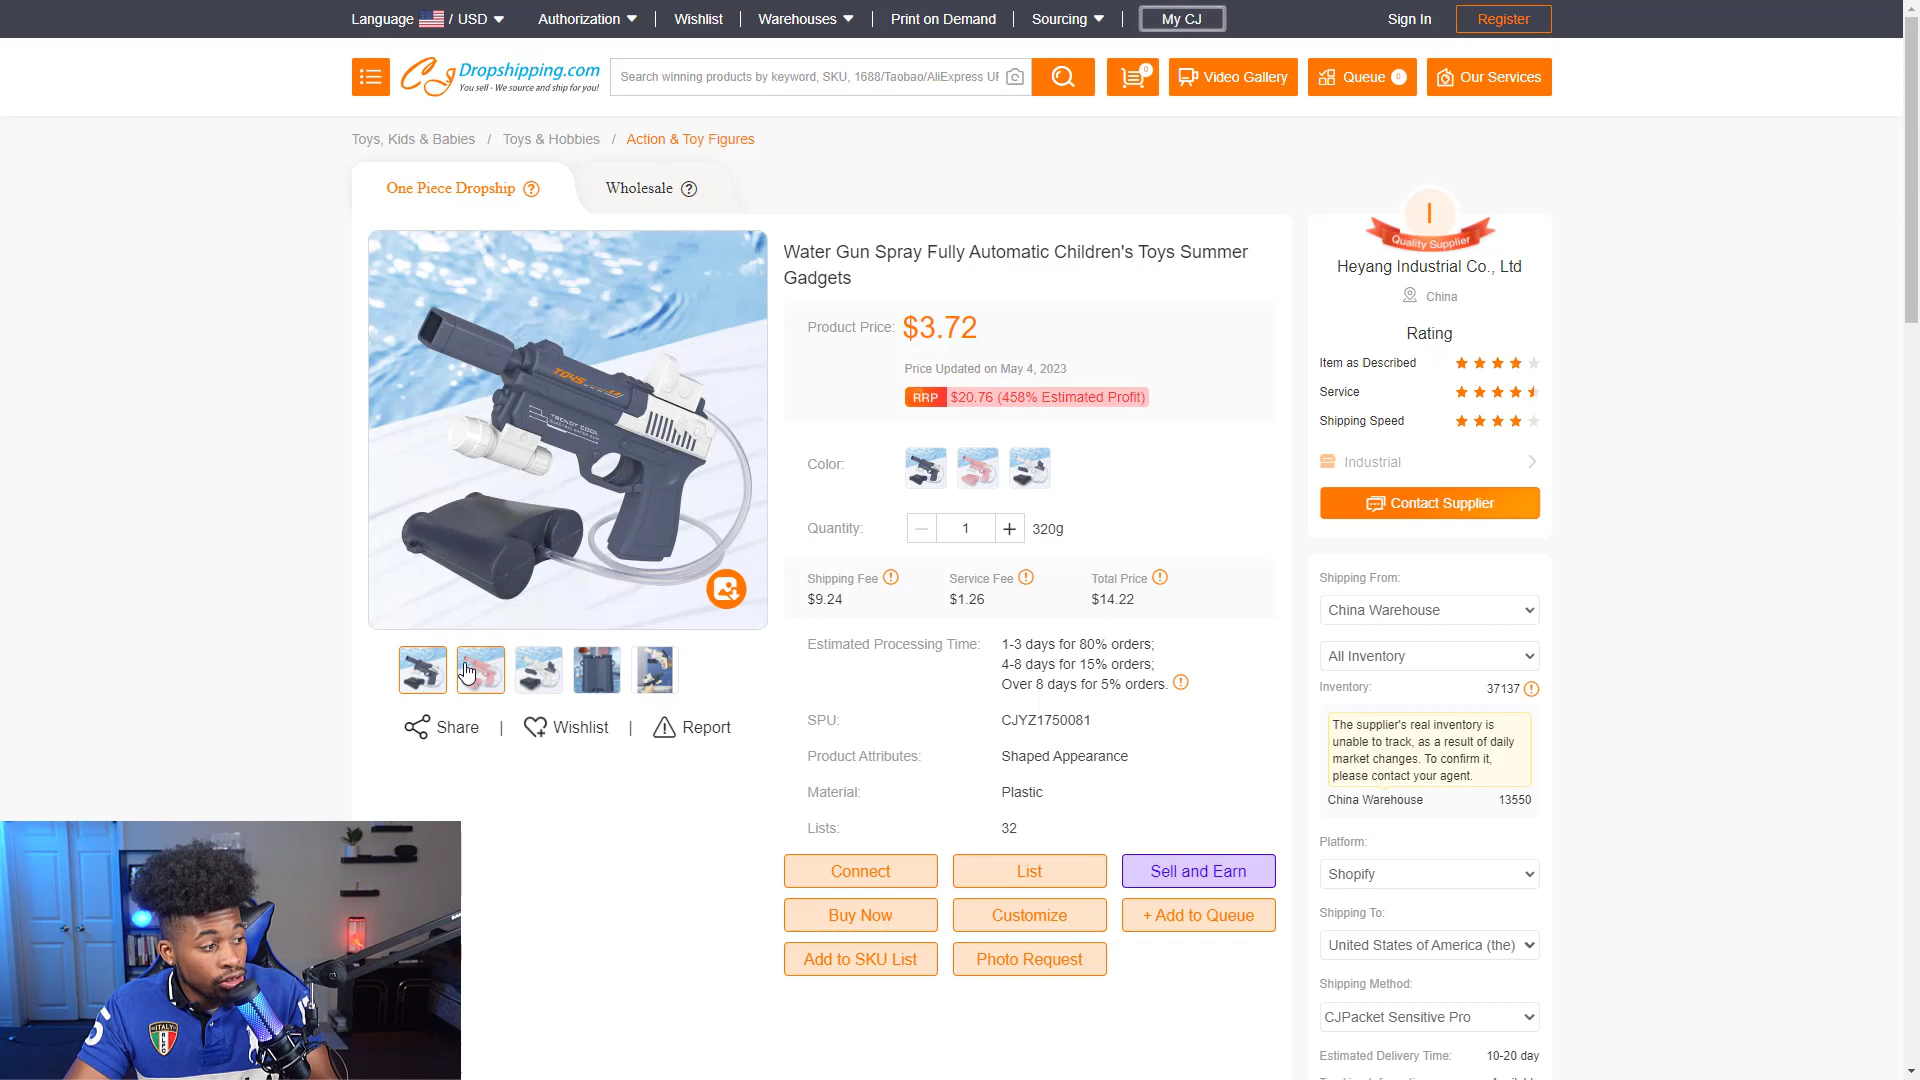 Language / USD Authorization Wishlist Warehouses Print on Demand Sourcing My CJ Sign In Register
CJ Dropshipping.com
You sell - We source and ship for you!
Search winning products by keyword, SKU, 1688/Taobao/AliExpress UF
0
Video Gallery
Queue 0
Our Services
Toys, Kids & Babies / Toys & Hobbies / Action & Toy Figures
One Piece Dropship ?
Wholesale ?
TOYS
TRENDY COOL
Water Gun Spray Fully Automatic Children's Toys Summer
Gadgets
Product Price: $3.72
Price Updated on May 4, 2023
RRP $20.76 (458% Estimated Profit)
Color:
Quantity: 1 + 320g
Shipping Fee Service Fee Total Price
$9.24 $1.26 $14.22
Estimated Processing Time: 1-3 days for 80% orders;
4-8 days for 15% orders;
Over 8 days for 5% orders.
SPU: CJYZ1750081
Product Attributes: Shaped Appearance
Material: Plastic
Lists: 32
Connect List Sell and Earn
Buy Now Customize + Add to Queue
Add to SKU List Photo Request
Share | Wishlist | Report
I
Quality Supplier
Heyang Industrial Co., Ltd
China
Rating
Item as Described
Service
Shipping Speed
Industrial
Contact Supplier
Shipping From:
China Warehouse
All Inventory
Inventory: 37137
The supplier's real inventory is
unable to track, as a result of daily
market changes. To confirm it,
please contact your agent.
China Warehouse 13550
Platform:
Shopify
Shipping To:
United States of America (the)
Shipping Method:
CJPacket Sensitive Pro
Estimated Delivery Time: 10-20 day
ITALY